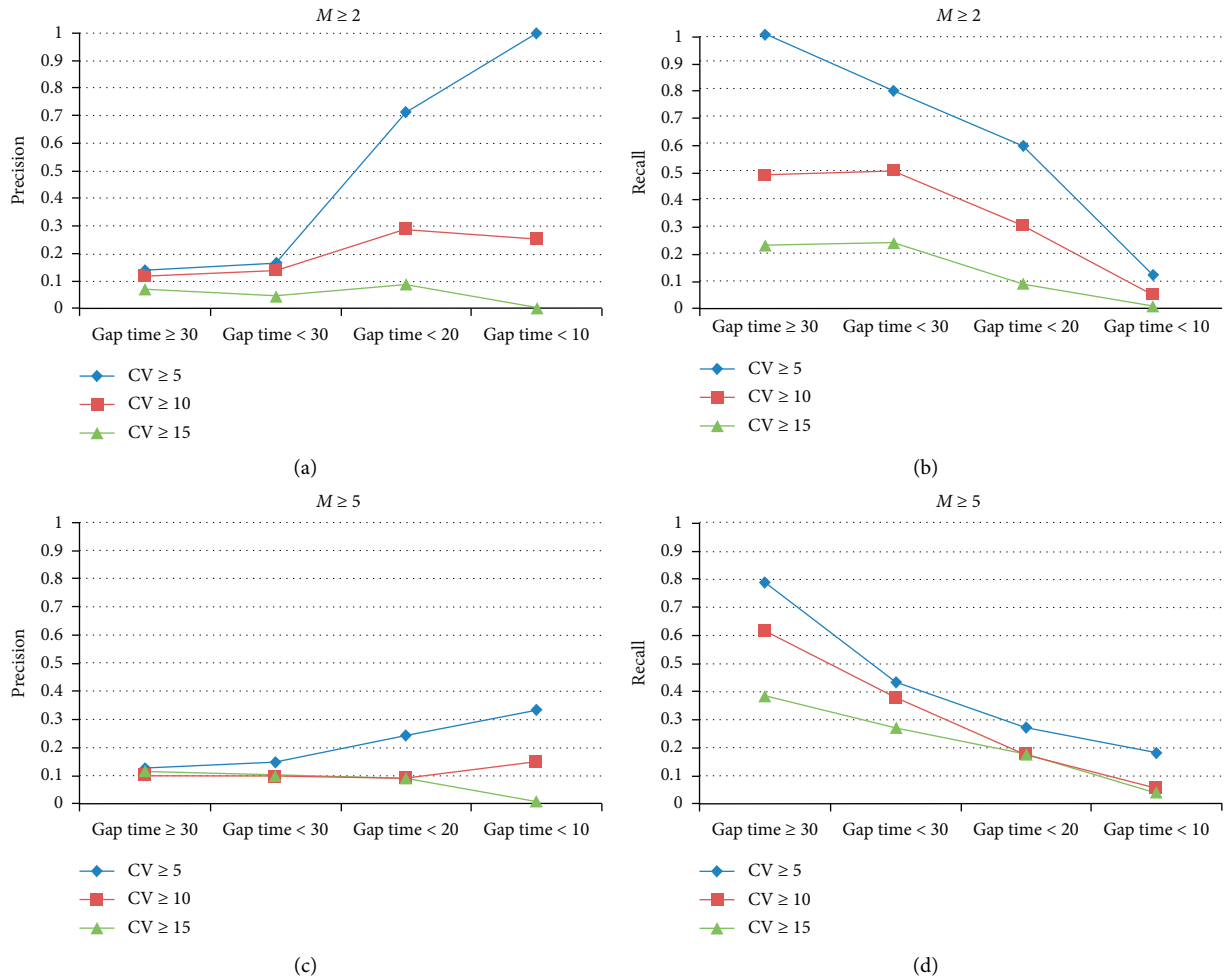 M ≥ 2
1
0.9
0.8
0.7
0.6
0.5
0.4
0.3
0.2
0.1
0
Precision
Gap time ≥ 30
Gap time < 30
Gap time < 20
Gap time < 10
CV ≥ 5
CV ≥ 10
CV ≥ 15
(a)
M ≥ 2
1
0.9
0.8
0.7
0.6
0.5
0.4
0.3
0.2
0.1
0
Recall
Gap time ≥ 30
Gap time < 30
Gap time < 20
Gap time < 10
CV ≥ 5
CV ≥ 10
CV ≥ 15
(b)
M ≥ 5
1
0.9
0.8
0.7
0.6
0.5
0.4
0.3
0.2
0.1
0
Precision
Gap time ≥ 30
Gap time < 30
Gap time < 20
Gap time < 10
CV ≥ 5
CV ≥ 10
CV ≥ 15
(c)
M ≥ 5
1
0.9
0.8
0.7
0.6
0.5
0.4
0.3
0.2
0.1
0
Recall
Gap time ≥ 30
Gap time < 30
Gap time < 20
Gap time < 10
CV ≥ 5
CV ≥ 10
CV ≥ 15
(d)